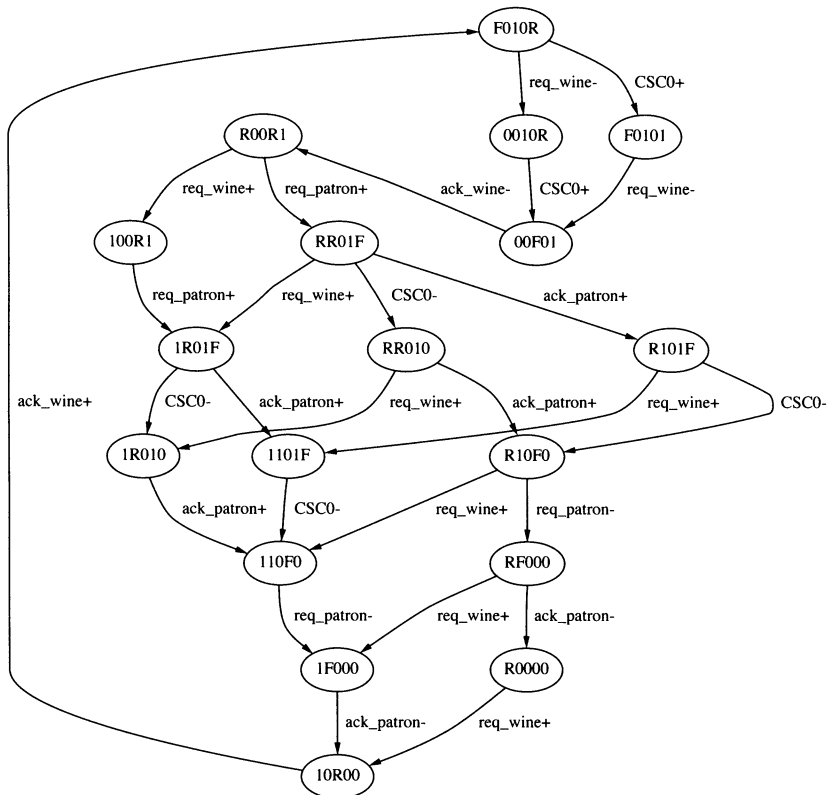 F010R
req_wine-
CSC0+
R00R1
0010R
F0101
req_wine+
req_patron+
ack_wine-
CSC0+
req_wine-
100R1
RR01F
00F01
req_patron+
req_wine+
CSC0-
ack_patron+
1R01F
RR010
R101F
ack_wine+
CSC0-
ack_patron+
req_wine+
ack_patron+
req_wine+
CSC0-
1R010
1101F
R10F0
ack_patron+
CSC0-
req_wine+
req_patron-
110F0
RF000
req_patron-
req_wine+
ack_patron-
1F000
R0000
ack_patron-
req_wine+
10R00